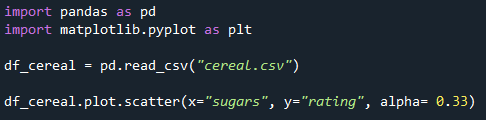 import pandas as pd
import matplotlib.pyplot as plt
df_cereal = pd.read_csv("cereal.csv")
df_cereal.plot.scatter(x="sugars", y="rating", alpha= 0.33)